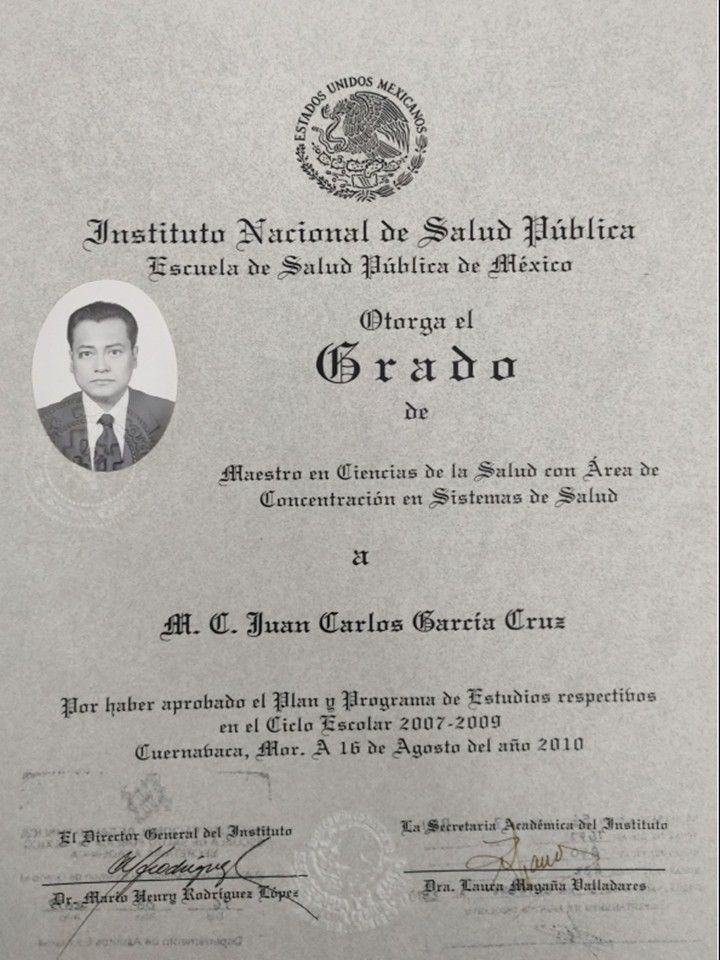 ESTADOS UNIDOS MEXICANOS
Instituto Nacional de Salud Pública
Escuela de Salud Pública de México
Otorga el
Grado
de
Maestro en Ciencias de la Salud con Área de
Concentración en Sistemas de Salud
a
M. C. Juan Carlos García Cruz
Por haber aprobado el Plan y Programa de Estudios respectivos
en el Ciclo Escolar 2007-2009
Cuernavaca, Mor. A 16 de Agosto del año 2010
El Director General del Instituto
Dr. Mario Henry Rodríguez López
La Secretaria Académica del Instituto
Dra. Laura Magaña Valladares